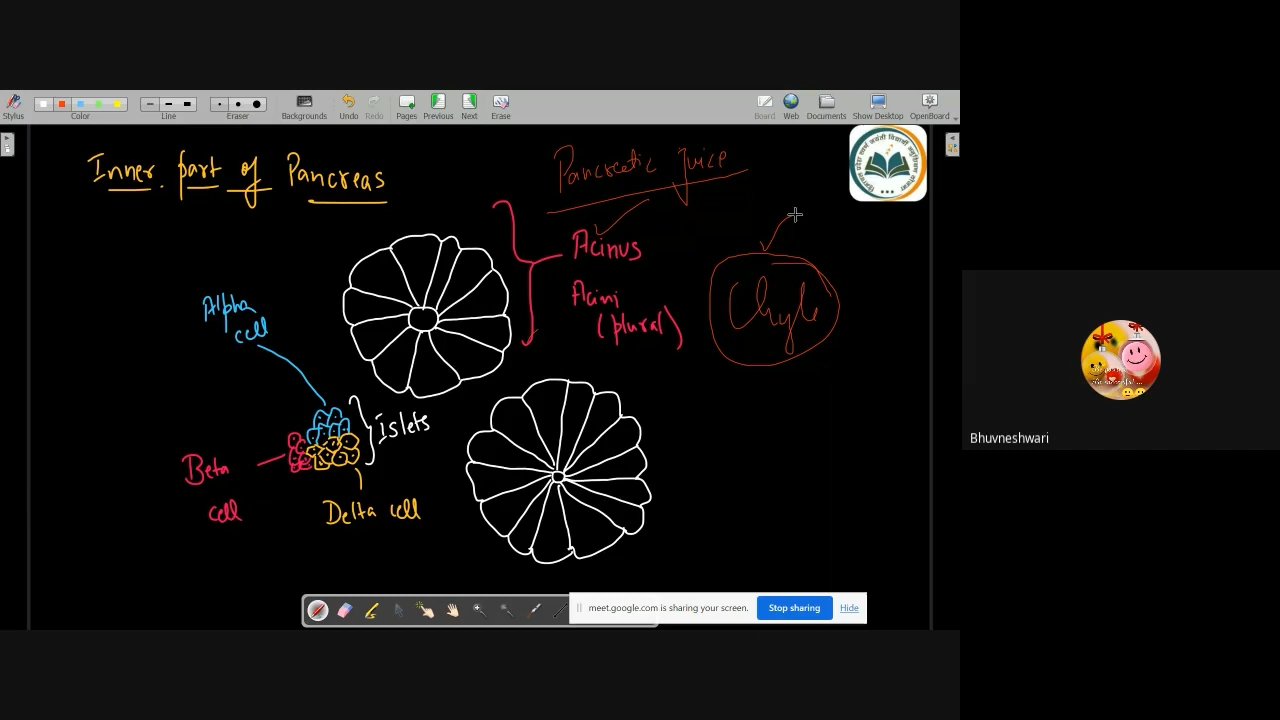 Stylus
Color
Line
Eraser
Backgrounds
Undo
Redo
Pages
Previous
Next
Erase
Board
Web
Documents
Show Desktop
OpenBoard
Inner part of Pancreas
Pancreatic Juice
Acinus
Acini
(plural)
Chyle
Alpha
cell
Islets
Beta
cell
Delta cell
Bhuvneshwari
meet.google.com is sharing your screen.
Stop sharing
Hide